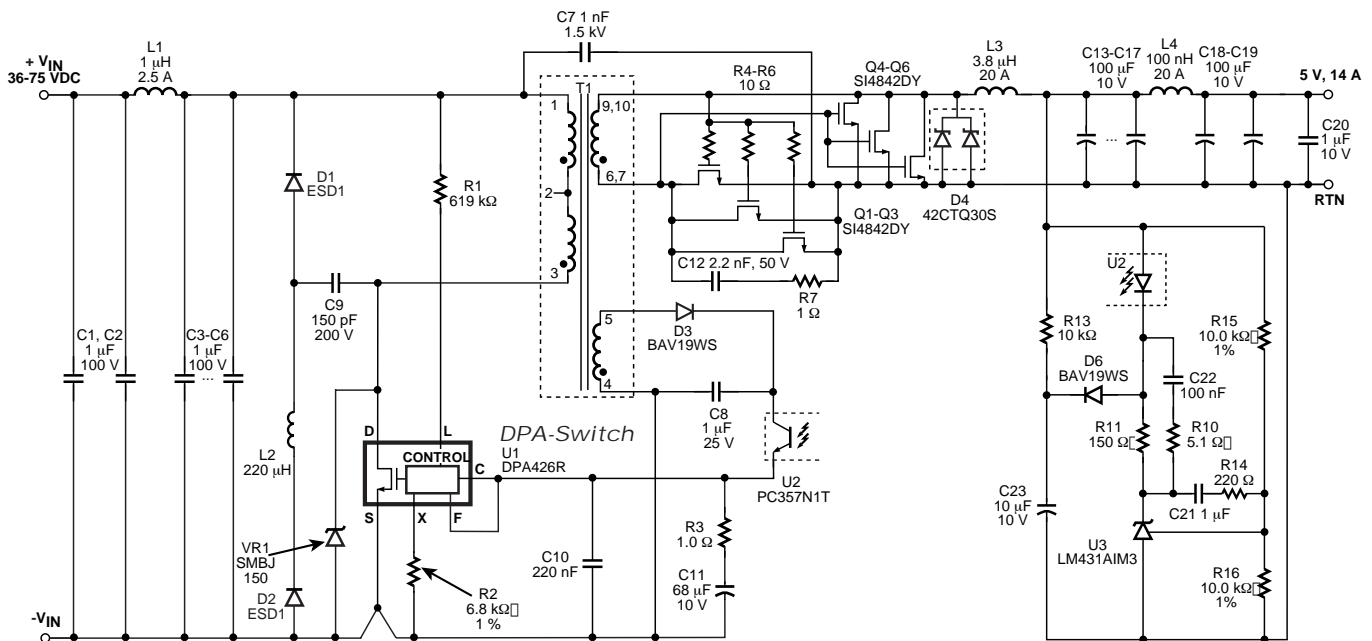 C7 1 nF
1.5 kV
+ VIN
36-75 VDC
L1
1 µH
2.5 A
T1
R4-R6
10 Ω
Q4-Q6
SI4842DY
L3
3.8 µH
20 A
C13-C17
100 µF
10 V
L4
100 nH
20 A
C18-C19
100 µF
10 V
5 V, 14 A
1
9,10
...
C20
1 µF
10 V
D1
ESD1
R1
619 kΩ
2
6,7
RTN
Q1-Q3
SI4842DY
D4
42CTQ30S
3
C12 2.2 nF, 50 V
R7
1 Ω
U2
C9
150 pF
200 V
5
D3
BAV19WS
C1, C2
1 µF
100 V
C3-C6
1 µF
100 V
...
R13
10 kΩ
R15
10.0 kΩ
1%
D6
BAV19WS
C22
100 nF
4
C8
1 µF
25 V
L2
220 µH
D
L
DPA-Switch
U1
DPA426R
CONTROL
C
S
X
F
U2
PC357N1T
R11
150 Ω
R10
5.1 Ω
R14
220 Ω
C21 1 µF
C23
10 µF
10 V
U3
LM431AIM3
R16
10.0 kΩ
1%
VR1
SMBJ
150
D2
ESD1
R2
6.8 kΩ
1 %
C10
220 nF
R3
1.0 Ω
C11
68 µF
10 V
-VIN